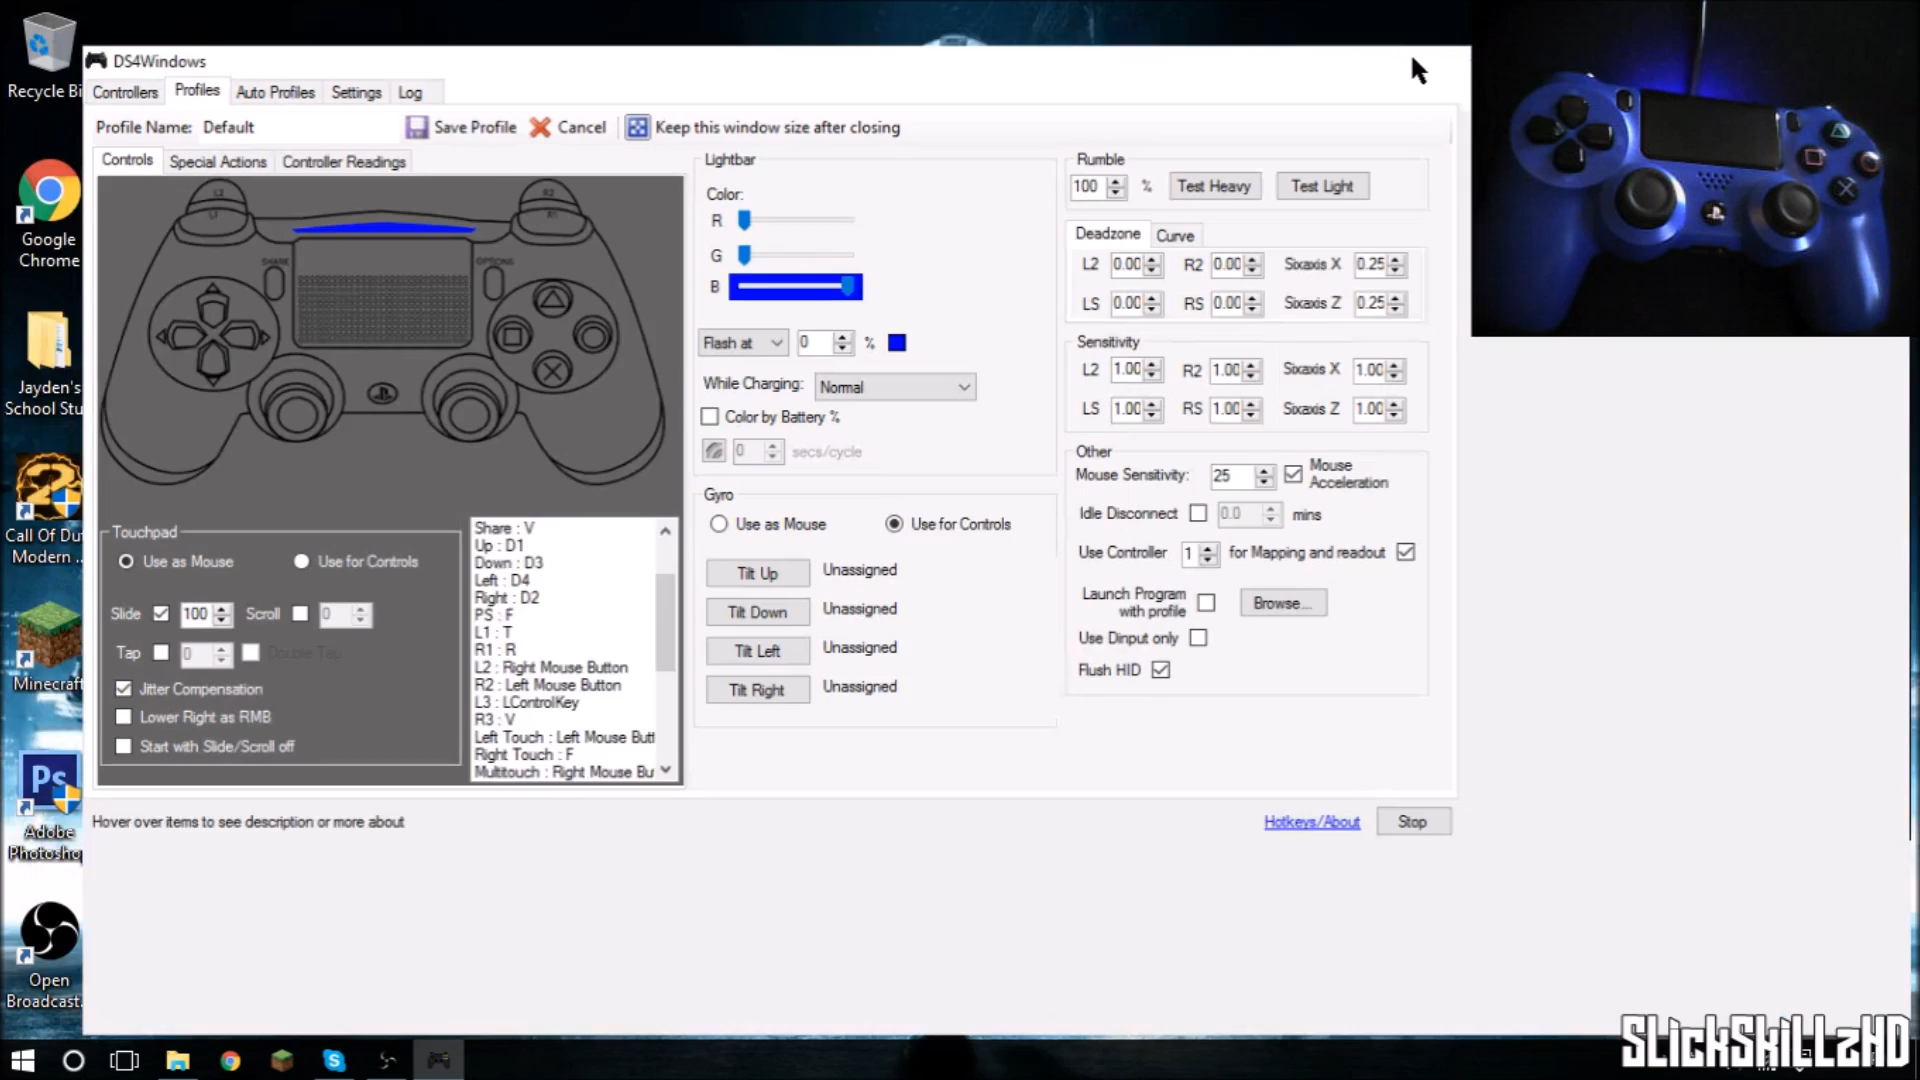 Recycle Bi
DS4Windows
Controllers
Profiles
Auto Profiles
Settings
Log
Profile Name: Default
Save Profile
Cancel
Keep this window size after closing
Controls
Special Actions
Controller Readings
L2
L1
R2
R1
SHARE
OPTIONS
Google
Chrome
Jayden's
School Stu
Call Of Du
Modern ...
Minecraft
Ps
Adobe
Photosho
Open
Broadcast.
Touchpad
Use as Mouse
Use for Controls
Slide
100
Scroll
0
Tap
0
Double Tap
Jitter Compensation
Lower Right as RMB
Start with Slide/Scroll off
Share : V
Up : D1
Down : D3
Left : D4
Right : D2
PS : F
L1 : T
R1 : R
L2 : Right Mouse Button
R2 : Left Mouse Button
L3 : LControlKey
R3 : V
Left Touch : Left Mouse Butt
Right Touch : F
Multitouch : Right Mouse Bu
Lightbar
Color:
R
G
B
Flash at
0 %
While Charging: Normal
Color by Battery %
0 secs/cycle
Gyro
Use as Mouse
Use for Controls
Tilt Up Unassigned
Tilt Down Unassigned
Tilt Left Unassigned
Tilt Right Unassigned
Rumble
100 %
Test Heavy
Test Light
Deadzone
Curve
L2 0.00 R2 0.00 Sixaxis X 0.25
LS 0.00 RS 0.00 Sixaxis Z 0.25
Sensitivity
L2 1.00 R2 1.00 Sixaxis X 1.00
LS 1.00 RS 1.00 Sixaxis Z 1.00
Other
Mouse Sensitivity: 25
Mouse
Acceleration
Idle Disconnect 0.0 mins
Use Controller 1 for Mapping and readout
Launch Program
with profile
Browse...
Use Dinput only
Flush HID
Hover over items to see description or more about
Hotkeys/About
Stop
SLickSkiLLzHD